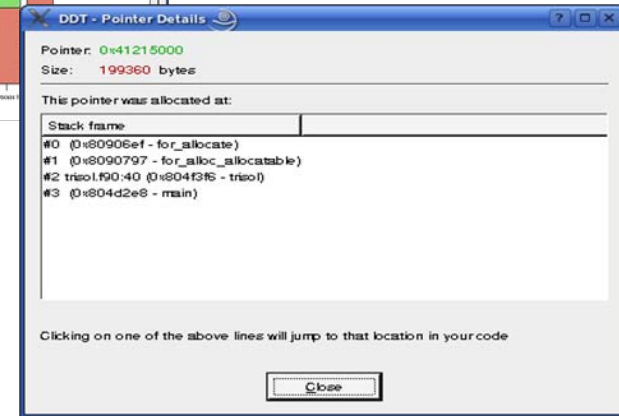 DDT - Pointer Details
Pointer: 0x41215000
Size: 199360 bytes
This pointer was allocated at:
Stack frame
#0 (0x80906ef - for_allocate)
#1 (0x8090797 - for_alloc_allocatable)
#2 trisol.f90:40 (0x804f3f6 - trisol)
#3 (0x804d2e8 - main)
Clicking on one of the above lines will jump to that location in your code
Close